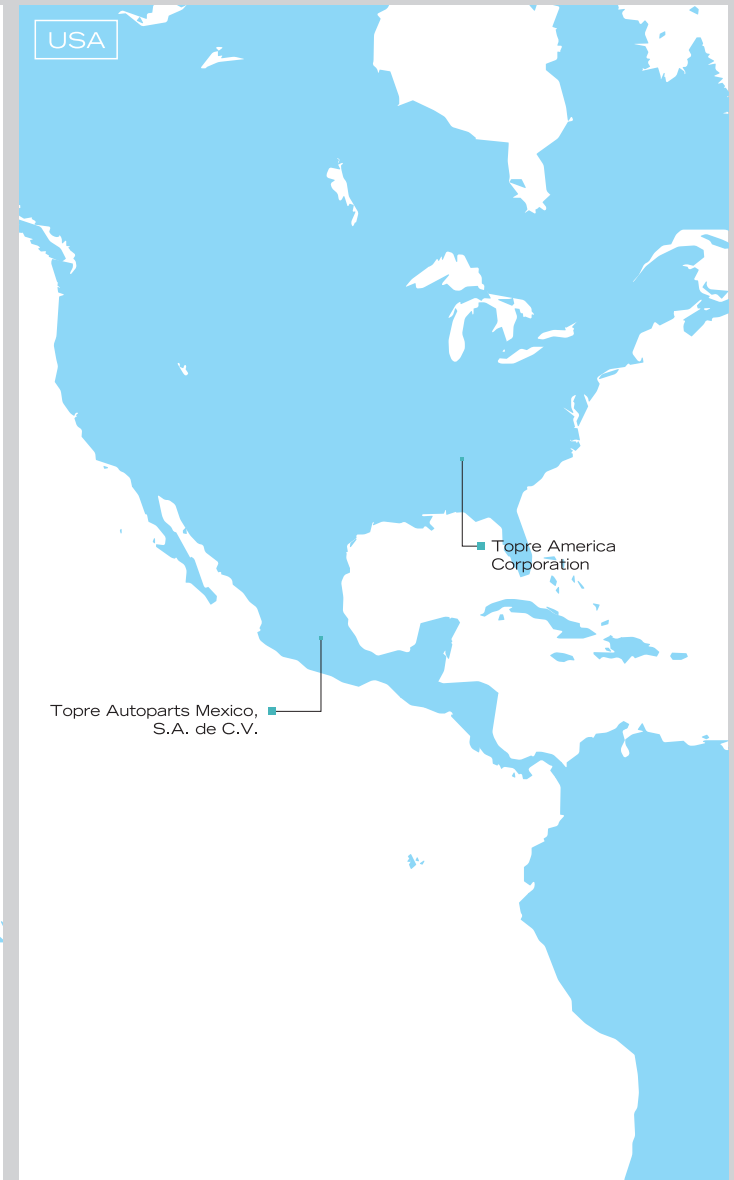 USA
Topre America
Corporation
Topre Autoparts Mexico,
S.A. de C.V.